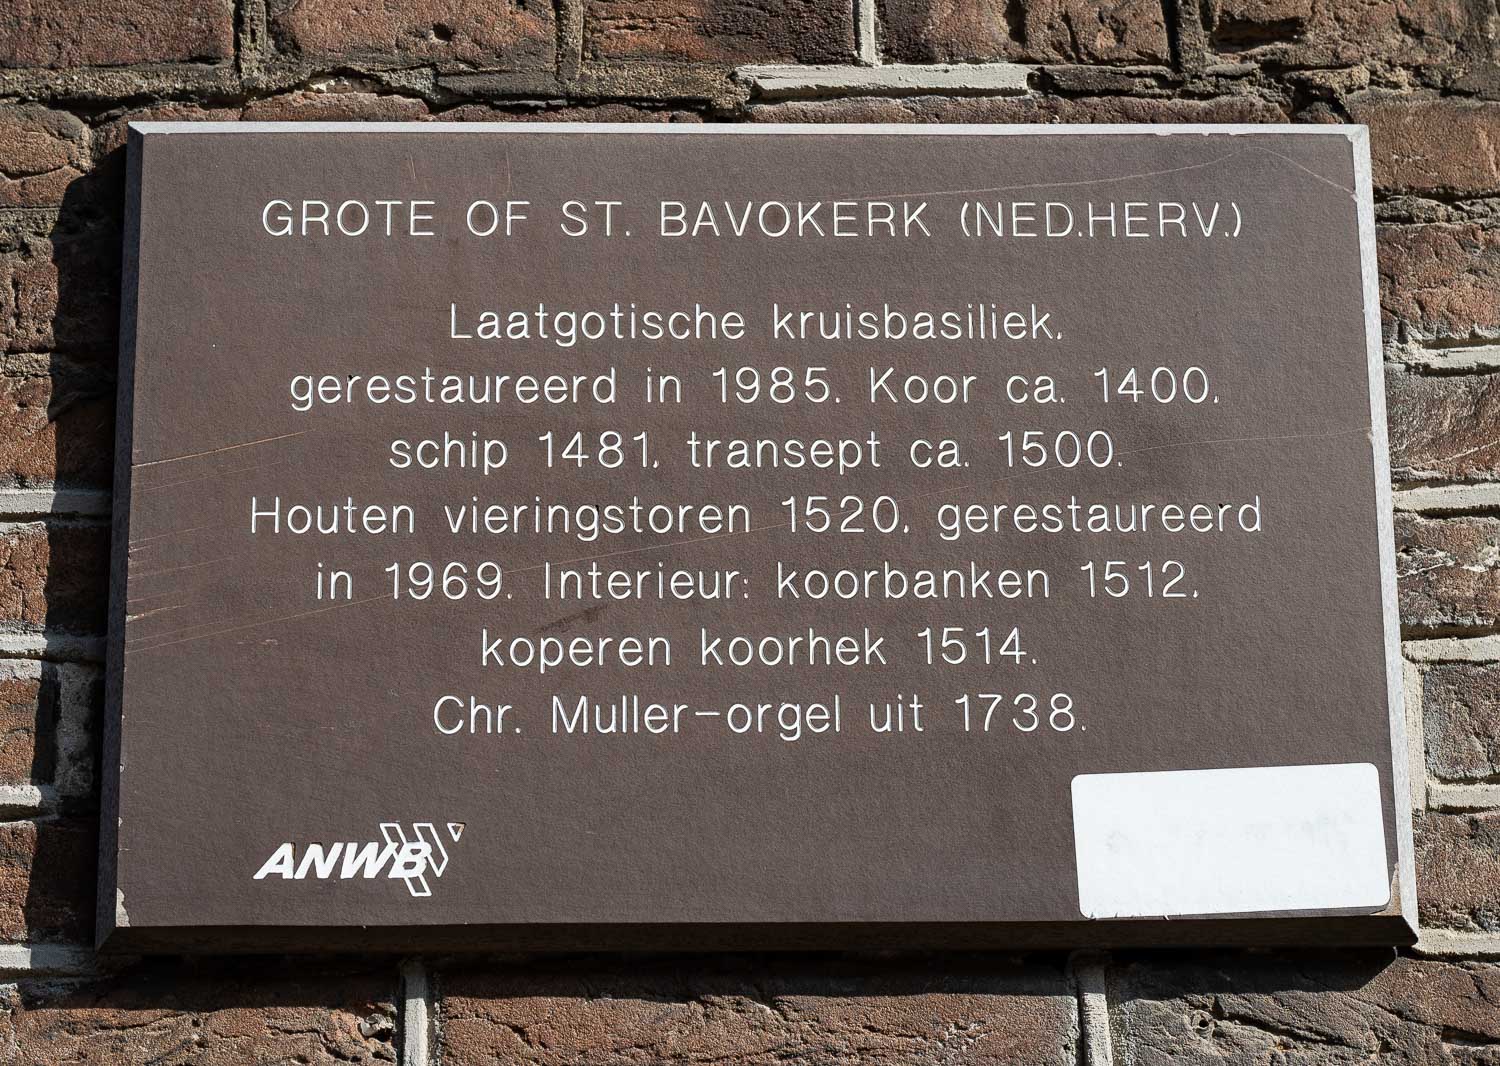 GROTE OF ST. BAVOKERK (NED.HERV.)
Laatgotische kruisbasiliek,
gerestaureerd in 1985. Koor ca. 1400,
schip 1481, transept ca. 1500.
Houten vieringstoren 1520, gerestaureerd
in 1969. Interieur: koorbanken 1512,
koperen koorhek 1514.
Chr. Muller-orgel uit 1738.
ANWB